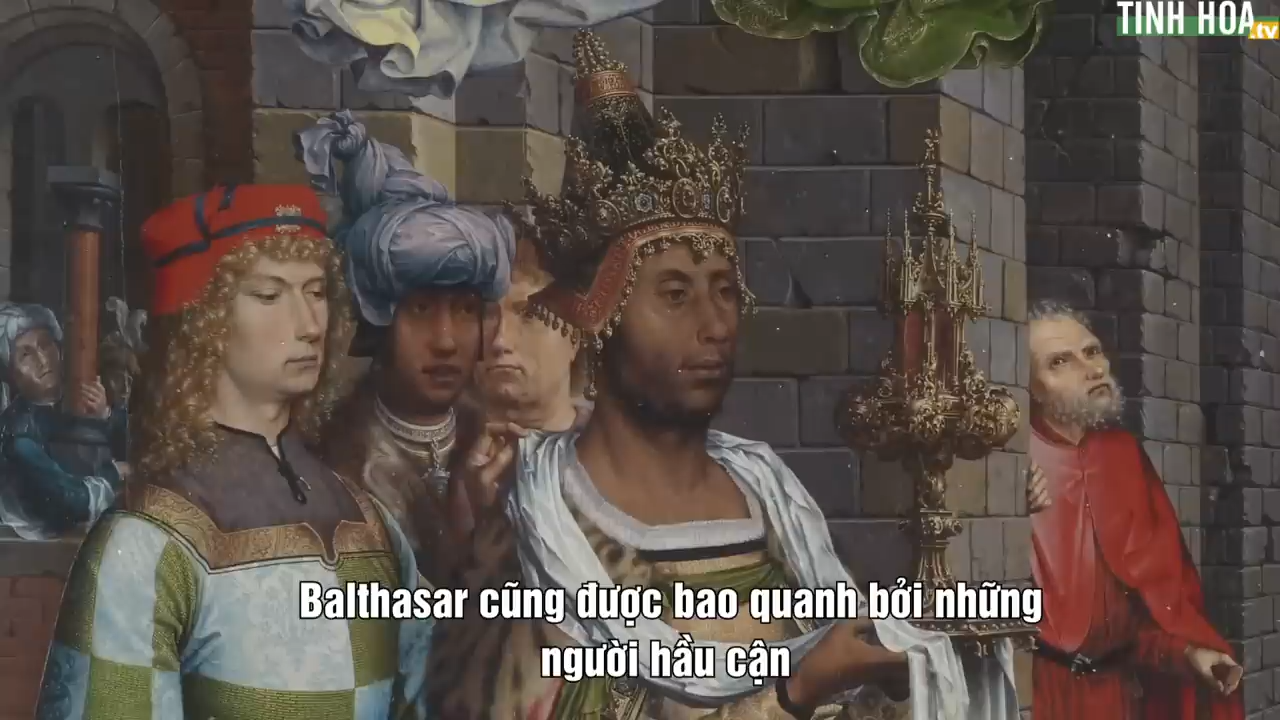 TINH HOA.tv
Balthasar cũng được bao quanh bởi những
người hầu cận